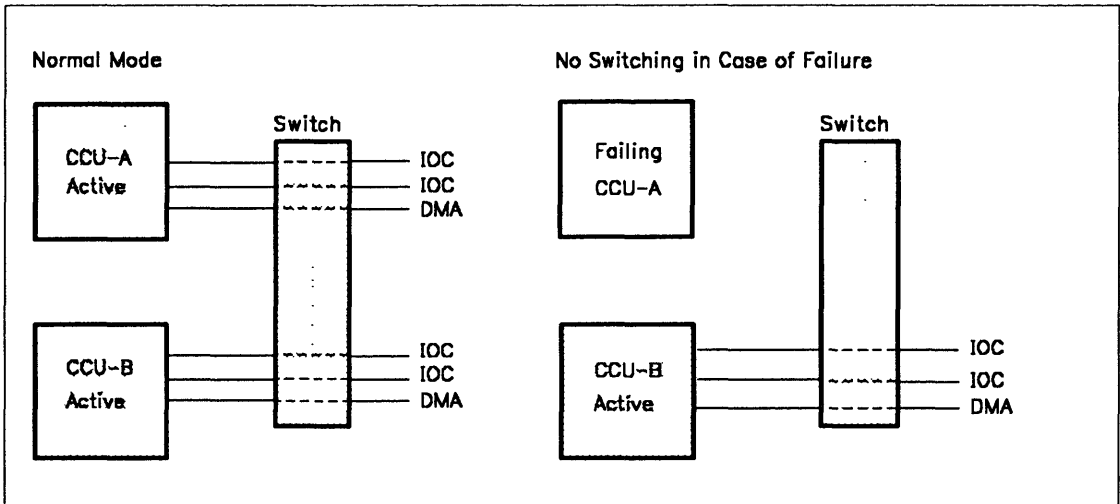 Normal Mode
CCU-A
Active
Switch
IOC
IOC
DMA
CCU-B
Active
IOC
IOC
DMA
No Switching in Case of Failure
Failing
CCU-A
Switch
CCU-B
Active
IOC
IOC
DMA